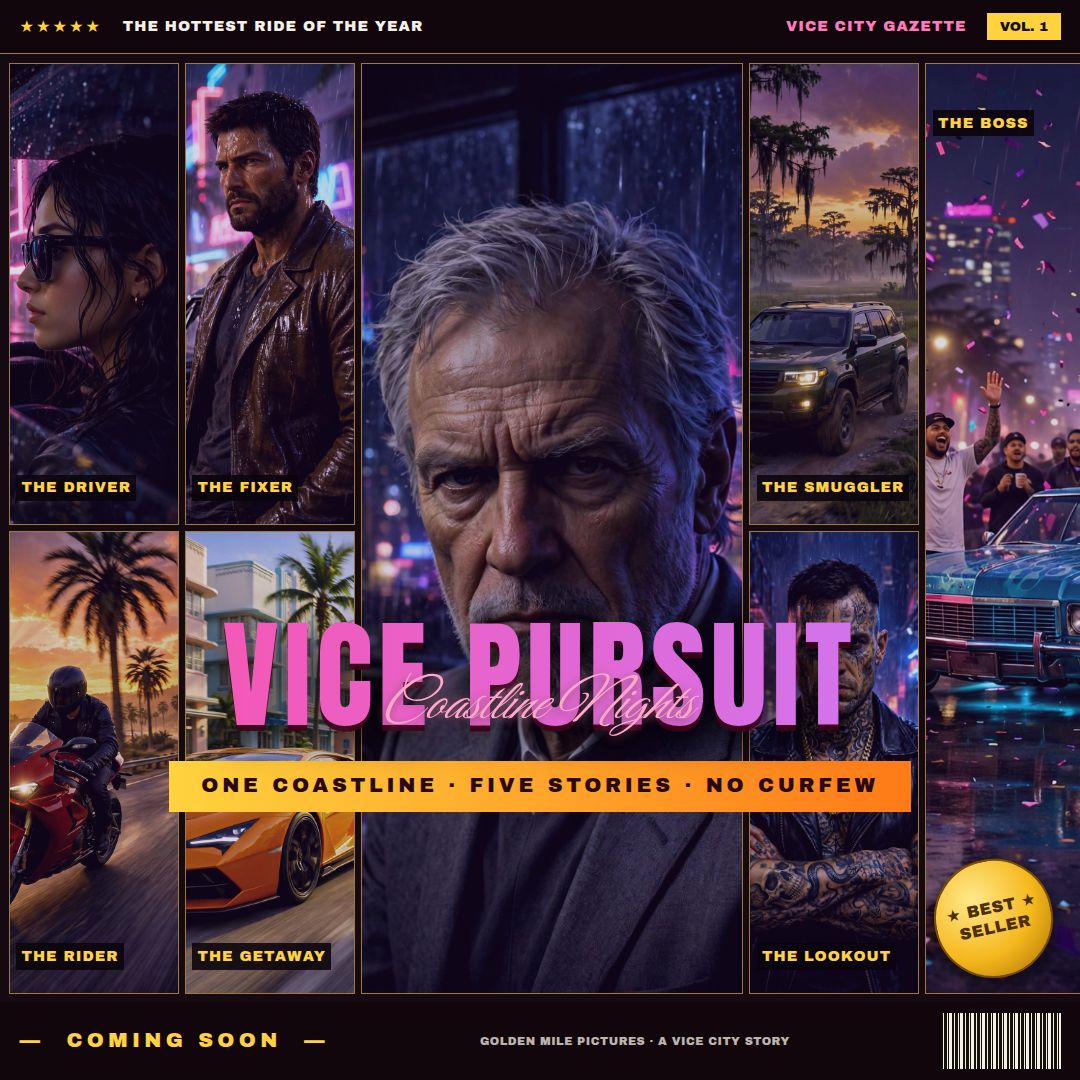 ★★★★★ THE HOTTEST RIDE OF THE YEAR
VICE CITY GAZETTE
VOL. 1
THE BOSS
THE DRIVER
THE FIXER
THE SMUGGLER
VICE PURSUIT
Coastline Nights
ONE COASTLINE · FIVE STORIES · NO CURFEW
★ BEST ★
SELLER
THE RIDER
THE GETAWAY
THE LOOKOUT
— COMING SOON —
GOLDEN MILE PICTURES · A VICE CITY STORY